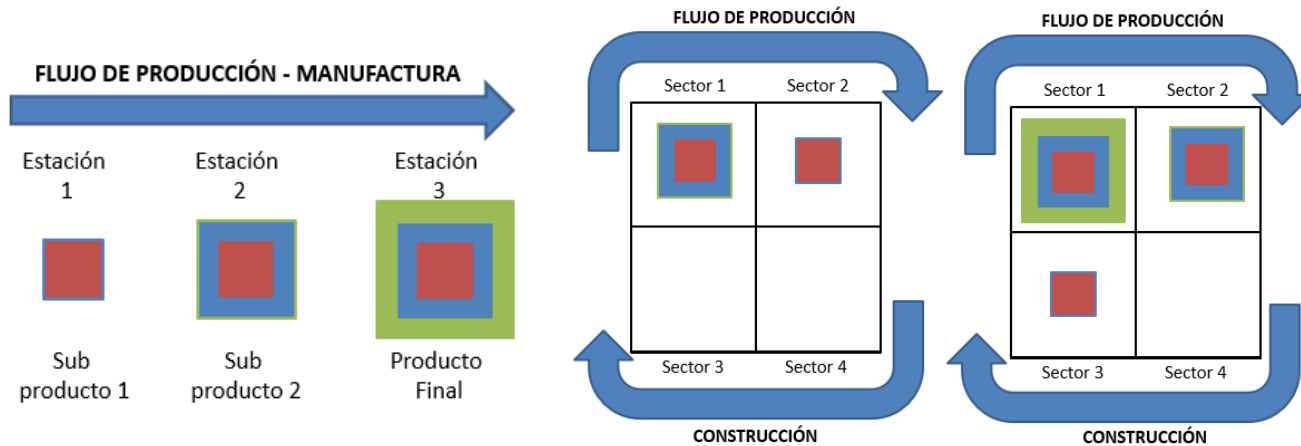 FLUJO DE PRODUCCIÓN - MANUFACTURA
Estación
1
Estación
2
Estación
3
Sub
producto 1
Sub
producto 2
Producto
Final
FLUJO DE PRODUCCIÓN
Sector 1
Sector 2
Sector 3
Sector 4
CONSTRUCCIÓN
FLUJO DE PRODUCCIÓN
Sector 1
Sector 2
Sector 3
Sector 4
CONSTRUCCIÓN